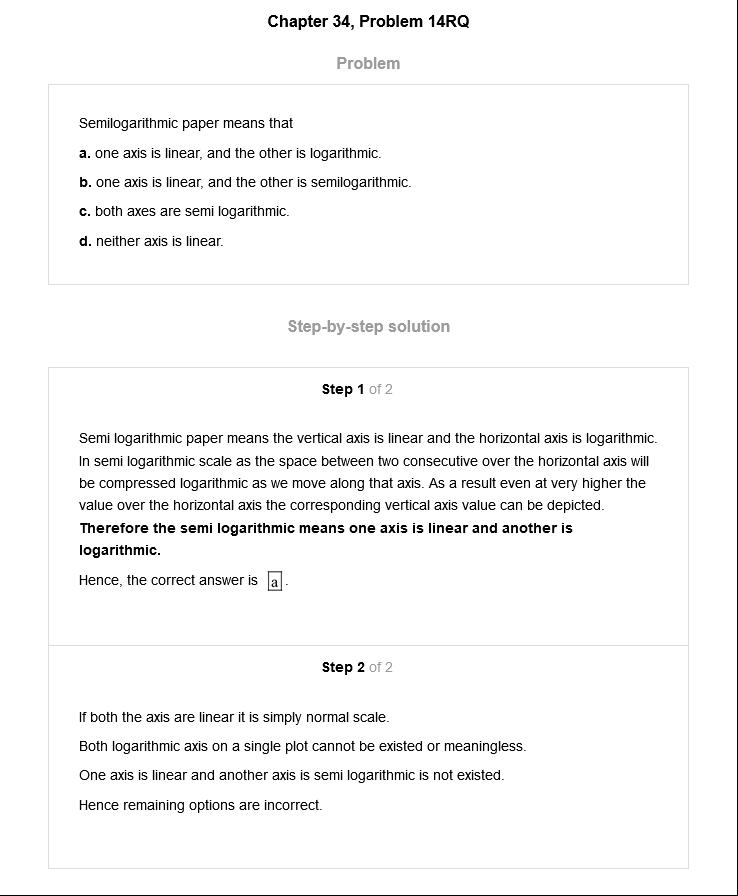 Chapter 34, Problem 14RQ
Problem
Semilogarithmic paper means that
a. one axis is linear, and the other is logarithmic.
b. one axis is linear, and the other is semilogarithmic.
c. both axes are semi logarithmic.
d. neither axis is linear.
Step-by-step solution
Step 1 of 2
Semi logarithmic paper means the vertical axis is linear and the horizontal axis is logarithmic.
In semi logarithmic scale as the space between two consecutive over the horizontal axis will
be compressed logarithmic as we move along that axis. As a result even at very higher the
value over the horizontal axis the corresponding vertical axis value can be depicted.
Therefore the semi logarithmic means one axis is linear and another is
logarithmic.
Hence, the correct answer is a.
Step 2 of 2
If both the axis are linear it is simply normal scale.
Both logarithmic axis on a single plot cannot be existed or meaningless.
One axis is linear and another axis is semi logarithmic is not existed.
Hence remaining options are incorrect.